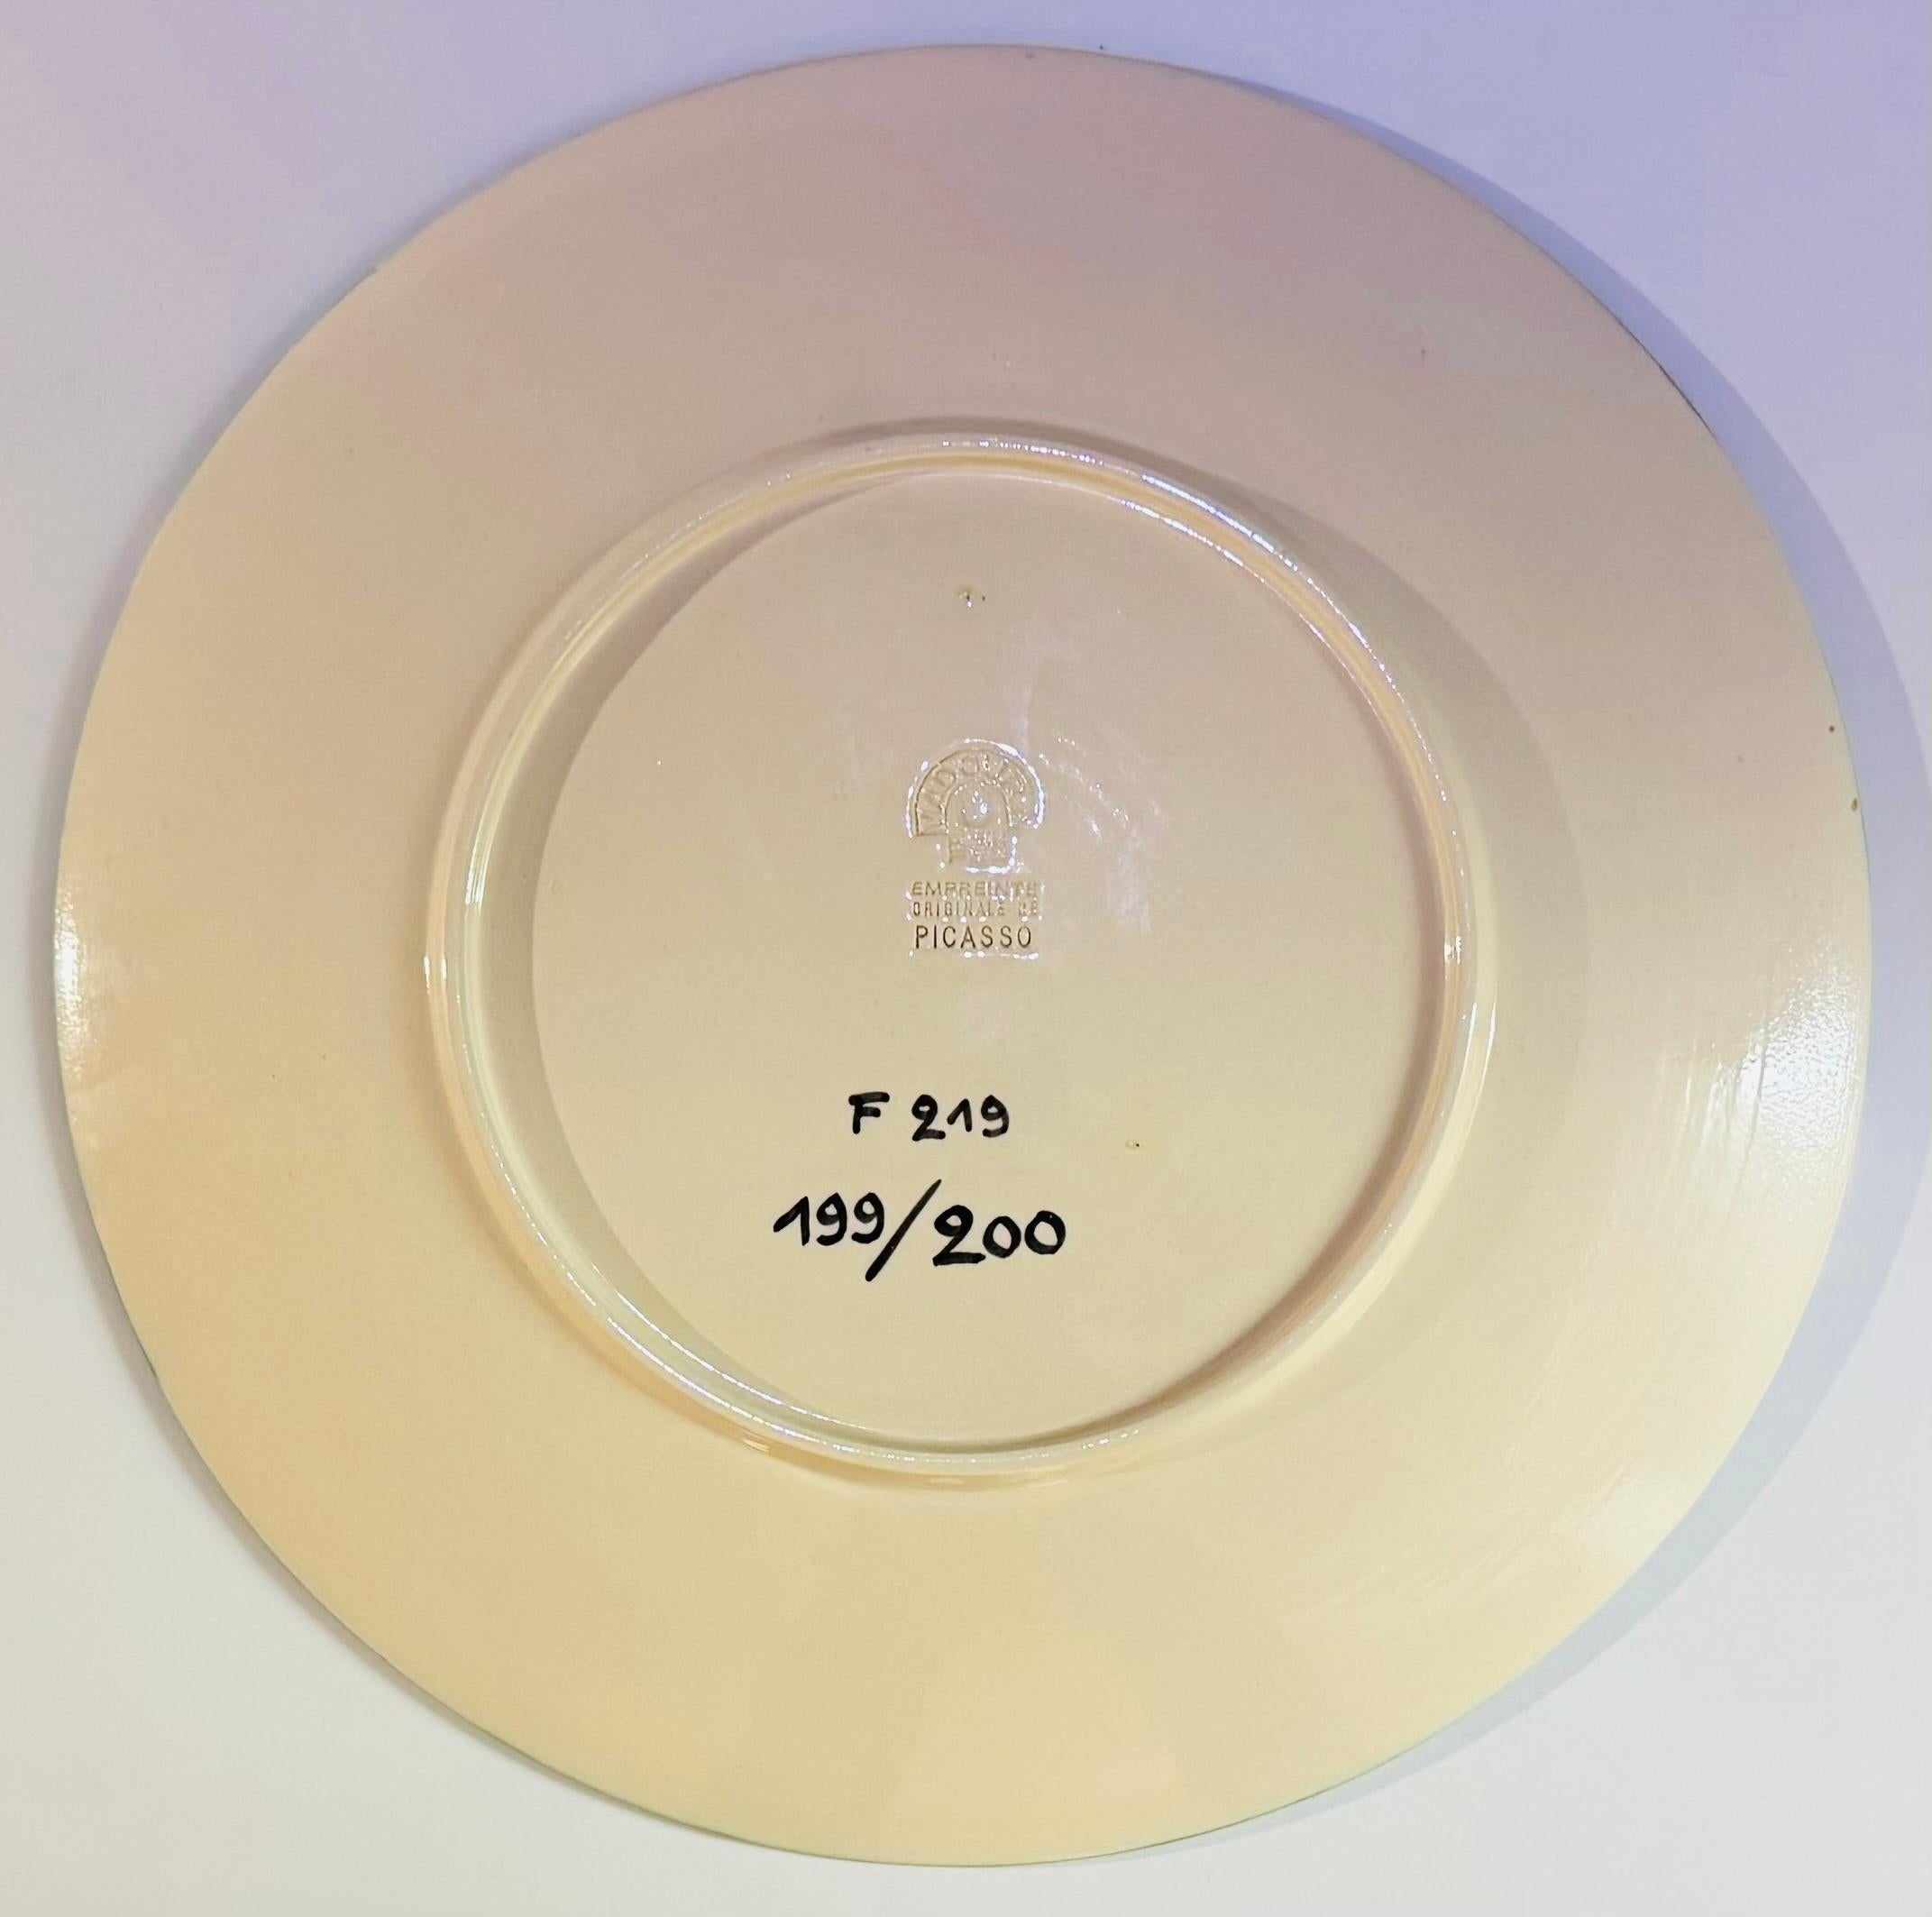 MADOURA
EMPREINTE
ORIGINALE DE
PICASSO
F 219
199/200